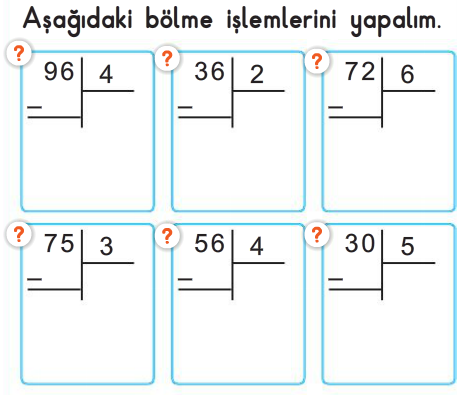 Aşağıdaki bölme işlemlerini yapalım.
? 96 4 ? 36 2 ? 72 6
− − −
? 75 3 ? 56 4 ? 30 5
− − −